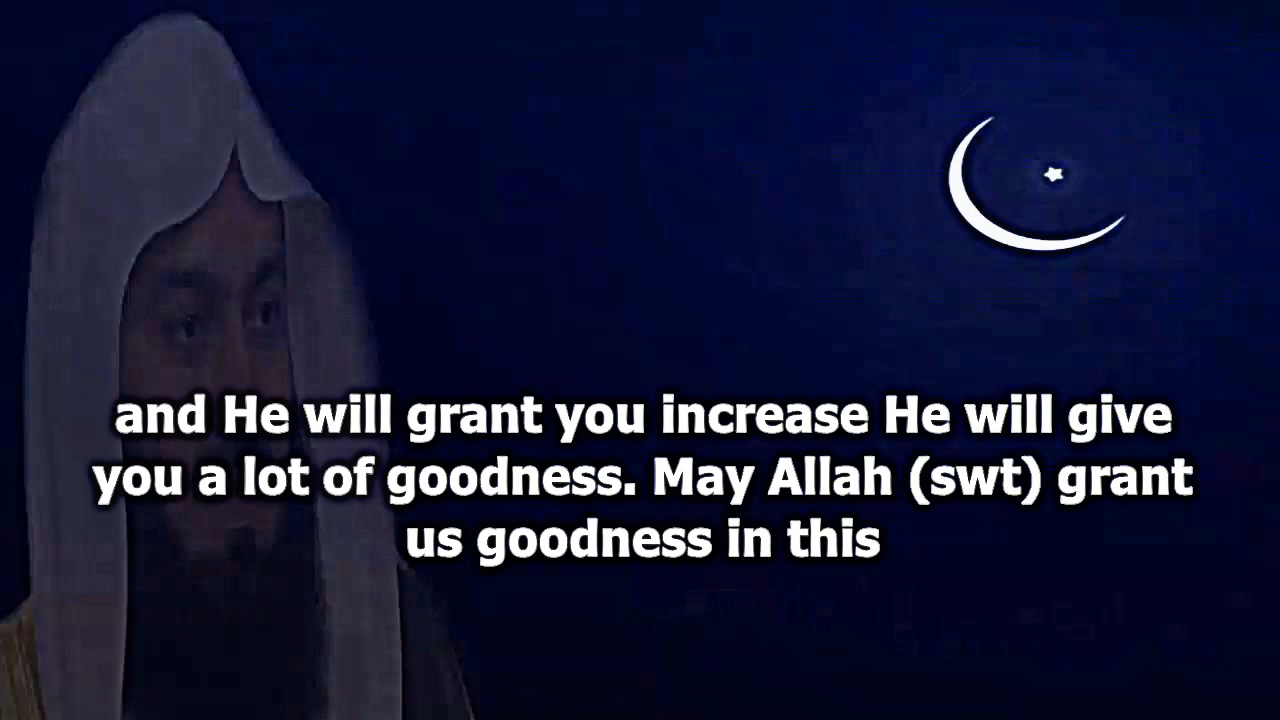 and He will grant you increase He will give
you a lot of goodness. May Allah (swt) grant
us goodness in this